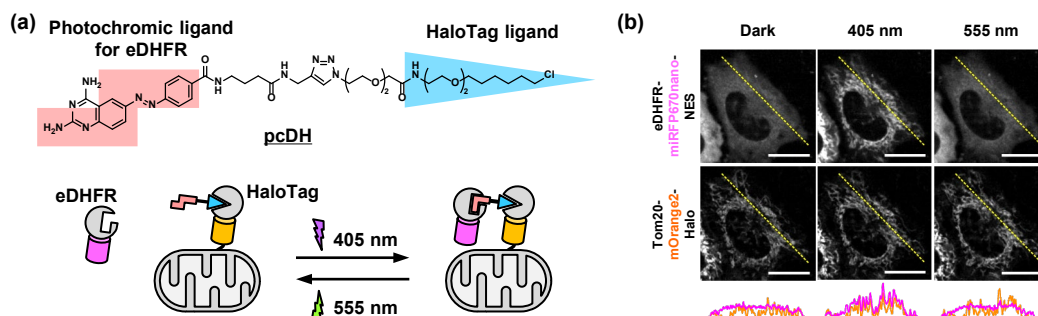 (a)
Photochromic ligand
for eDHFR
HaloTag ligand
NH2
N
H2N
N
N
N
O
N
H
O
H
N
N
N
N
O
2
O
H
N
O
2
Cl
pcDH
eDHFR
HaloTag
405 nm
555 nm
(b)
Dark
405 nm
555 nm
eDHFR-
miRFP670nano-
NES
Tom20-
mOrange2-
Halo